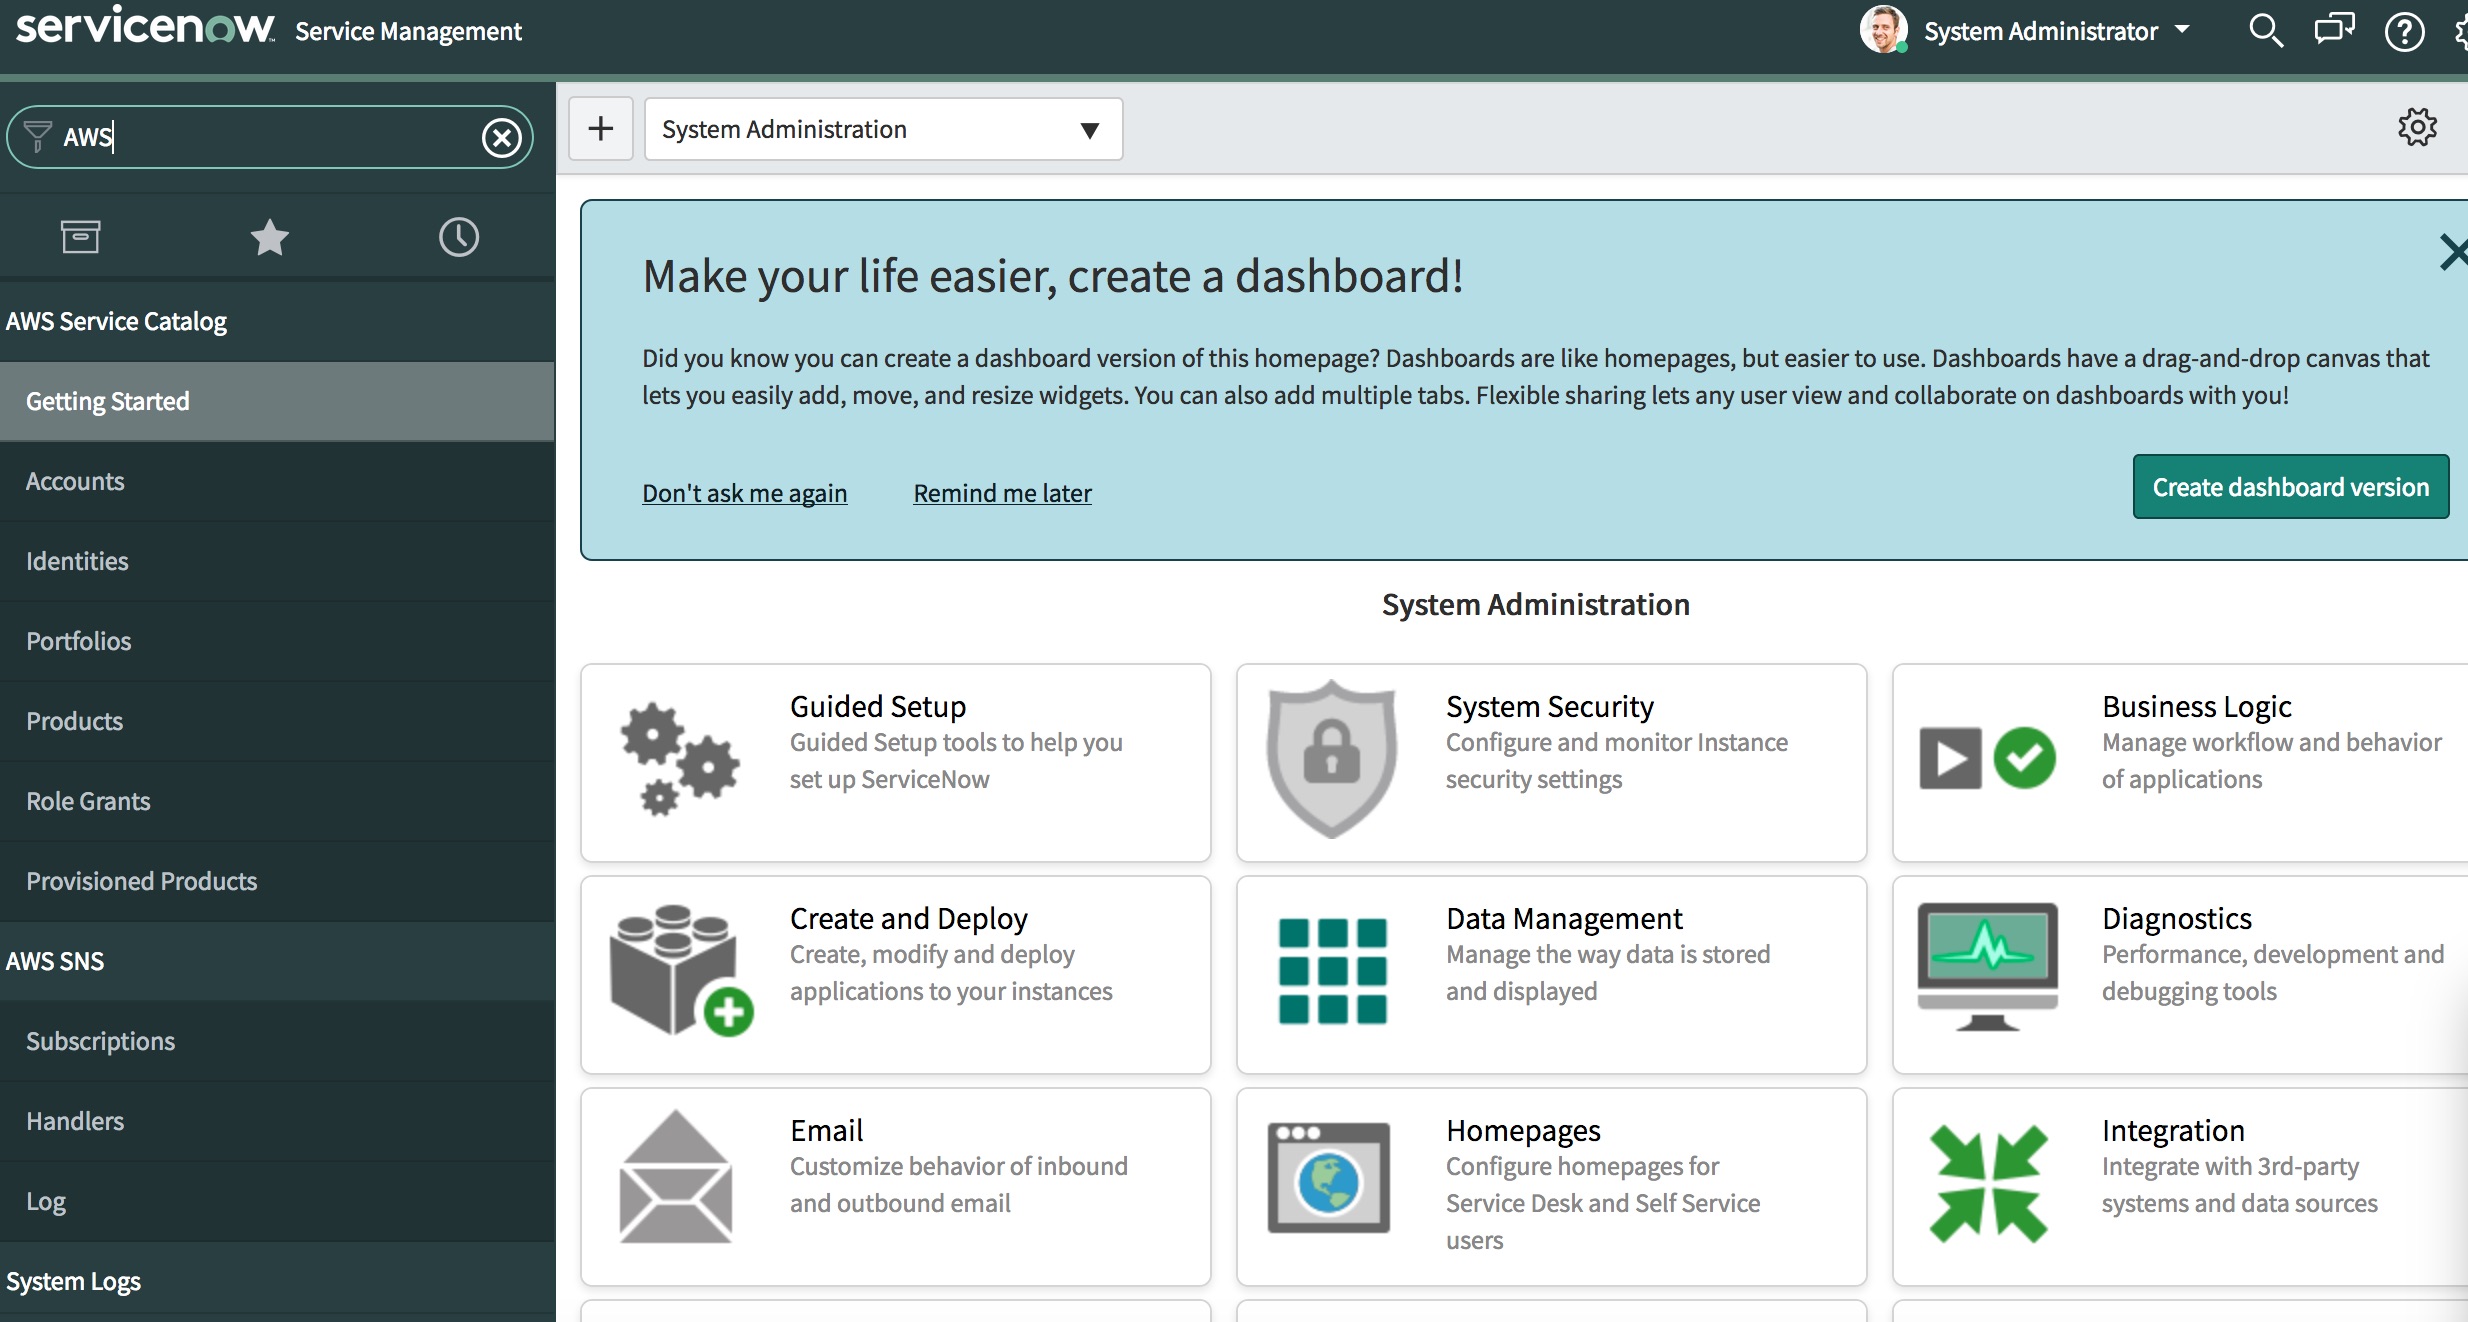 servicenow™ Service Management
System Administrator
AWS
System Administration
AWS Service Catalog
Getting Started
Accounts
Identities
Portfolios
Products
Role Grants
Provisioned Products
AWS SNS
Subscriptions
Handlers
Log
System Logs
Make your life easier, create a dashboard!
Did you know you can create a dashboard version of this homepage? Dashboards are like homepages, but easier to use. Dashboards have a drag-and-drop canvas that
lets you easily add, move, and resize widgets. You can also add multiple tabs. Flexible sharing lets any user view and collaborate on dashboards with you!
Don't ask me again
Remind me later
Create dashboard version
System Administration
Guided Setup
Guided Setup tools to help you
set up ServiceNow
System Security
Configure and monitor Instance
security settings
Business Logic
Manage workflow and behavior
of applications
Create and Deploy
Create, modify and deploy
applications to your instances
Data Management
Manage the way data is stored
and displayed
Diagnostics
Performance, development and
debugging tools
Email
Customize behavior of inbound
and outbound email
Homepages
Configure homepages for
Service Desk and Self Service
users
Integration
Integrate with 3rd-party
systems and data sources